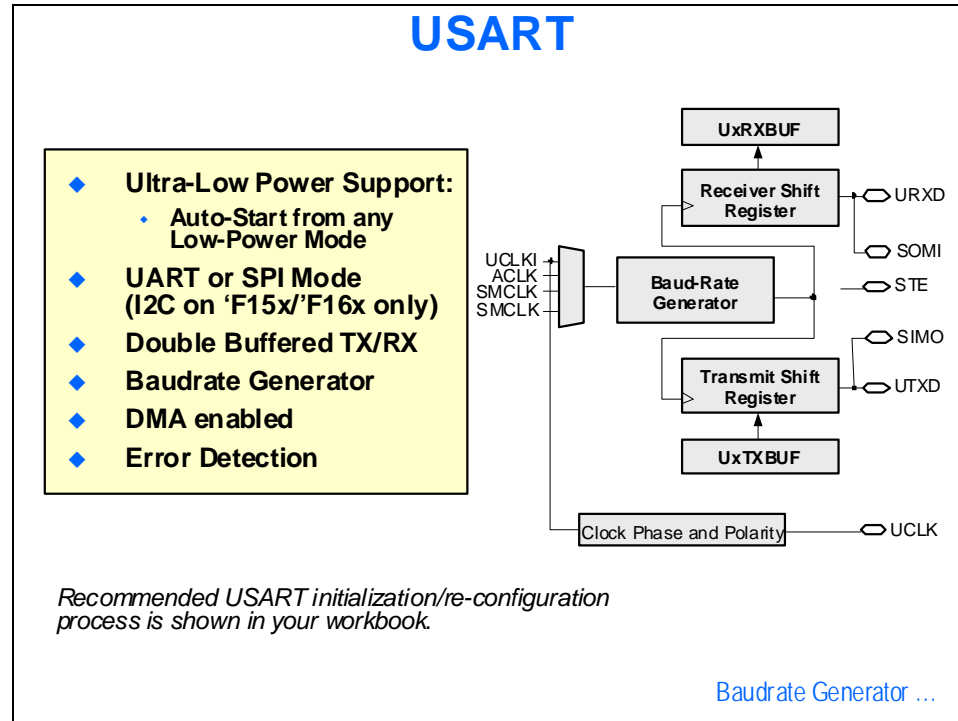 USART
◆ Ultra-Low Power Support:
◆ Auto-Start from any
Low-Power Mode
◆ UART or SPI Mode
(I2C on ‘F15x/’F16x only)
◆ Double Buffered TX/RX
◆ Baudrate Generator
◆ DMA enabled
◆ Error Detection
UxRXBUF
Receiver Shift
Register
URXD
SOMI
STE
UCLKI
ACLK
SMCLK
SMCLK
Baud-Rate
Generator
SIMO
Transmit Shift
Register
UTXD
UxTXBUF
Clock Phase and Polarity
UCLK
Recommended USART initialization/re-configuration
process is shown in your workbook.
Baudrate Generator …